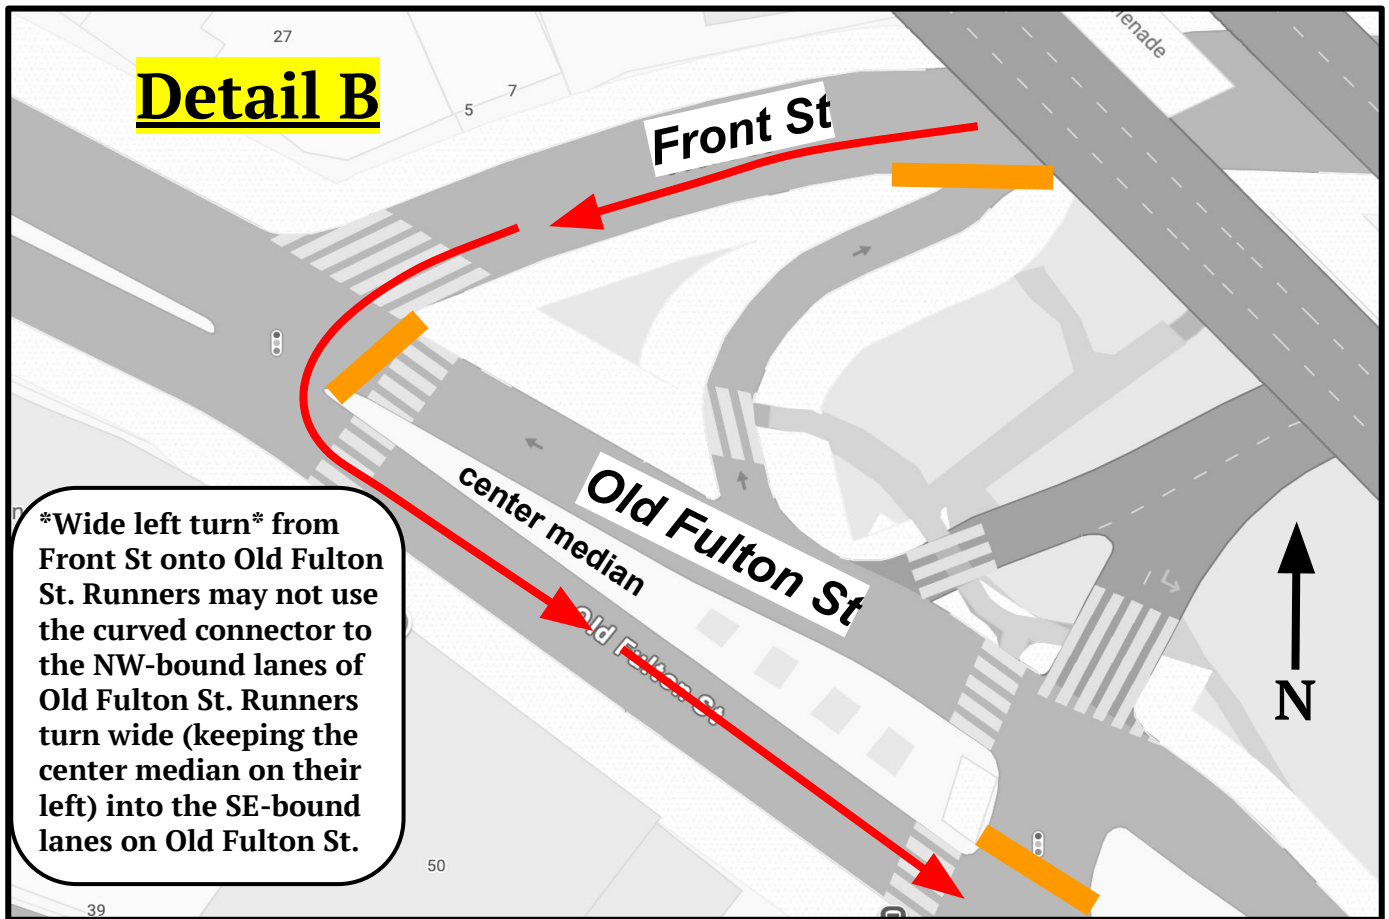 27
Detail B
7
5
Front St
center median
Old Fulton St
Old Fulton St
*Wide left turn* from
Front St onto Old Fulton
St. Runners may not use
the curved connector to
the NW-bound lanes of
Old Fulton St. Runners
turn wide (keeping the
center median on their
left) into the SE-bound
lanes on Old Fulton St.
N
50
39